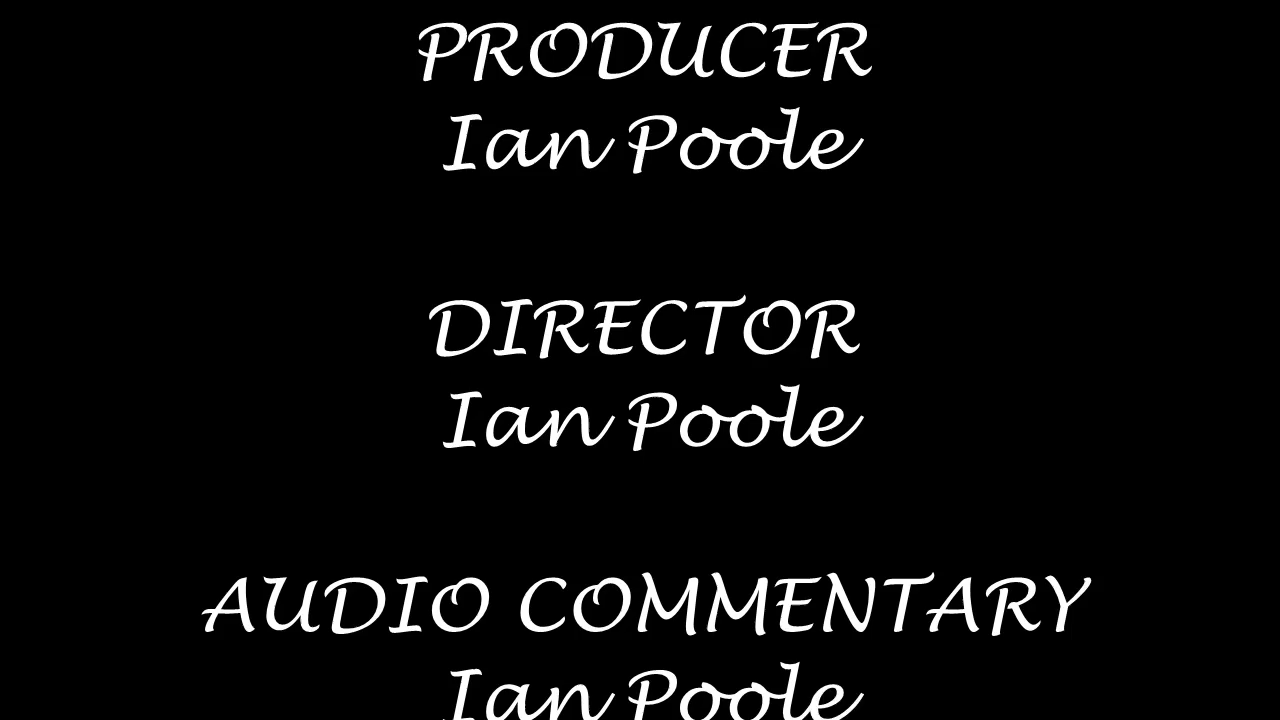 PRODUCER
Ian Poole
DIRECTOR
Ian Poole
AUDIO COMMENTARY
Ian Poole